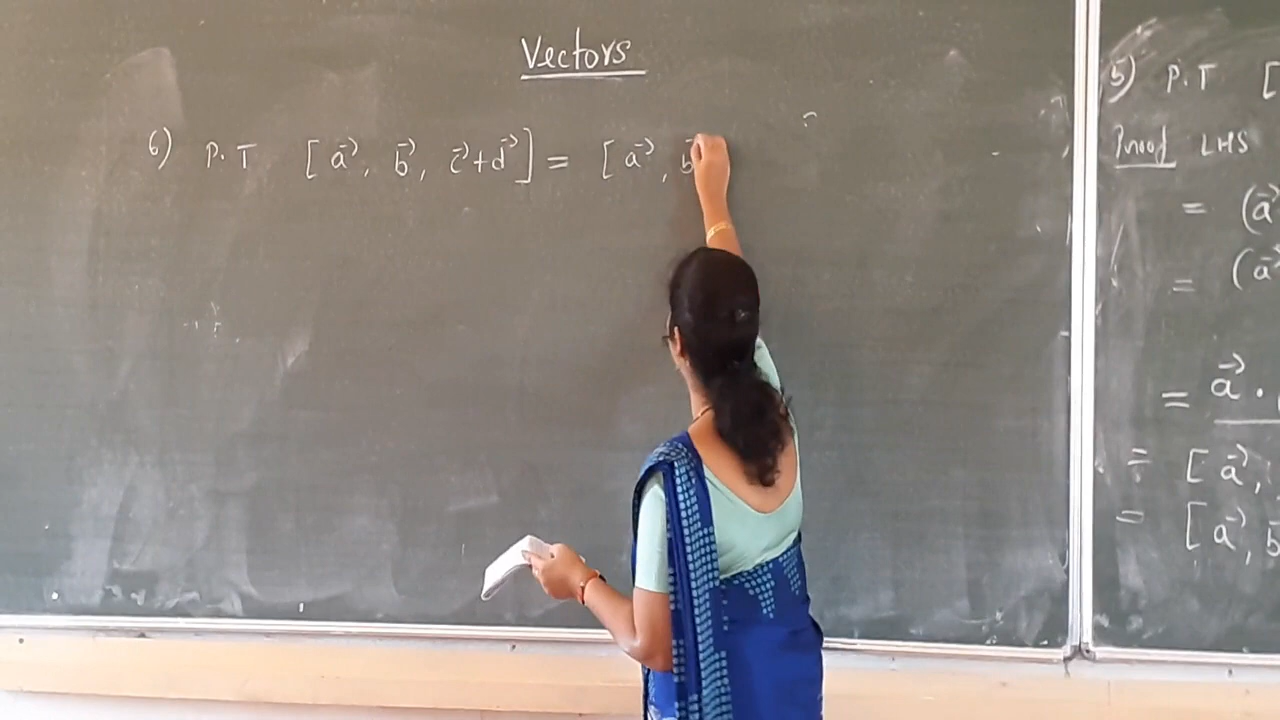 Vectors
6) P.T [a⃗, b⃗, c⃗+d⃗] = [a⃗, b⃗
5) P.T [
Proof LHS
= (a⃗
= (a⃗
= a⃗ .
= [a⃗,
= [a⃗, b